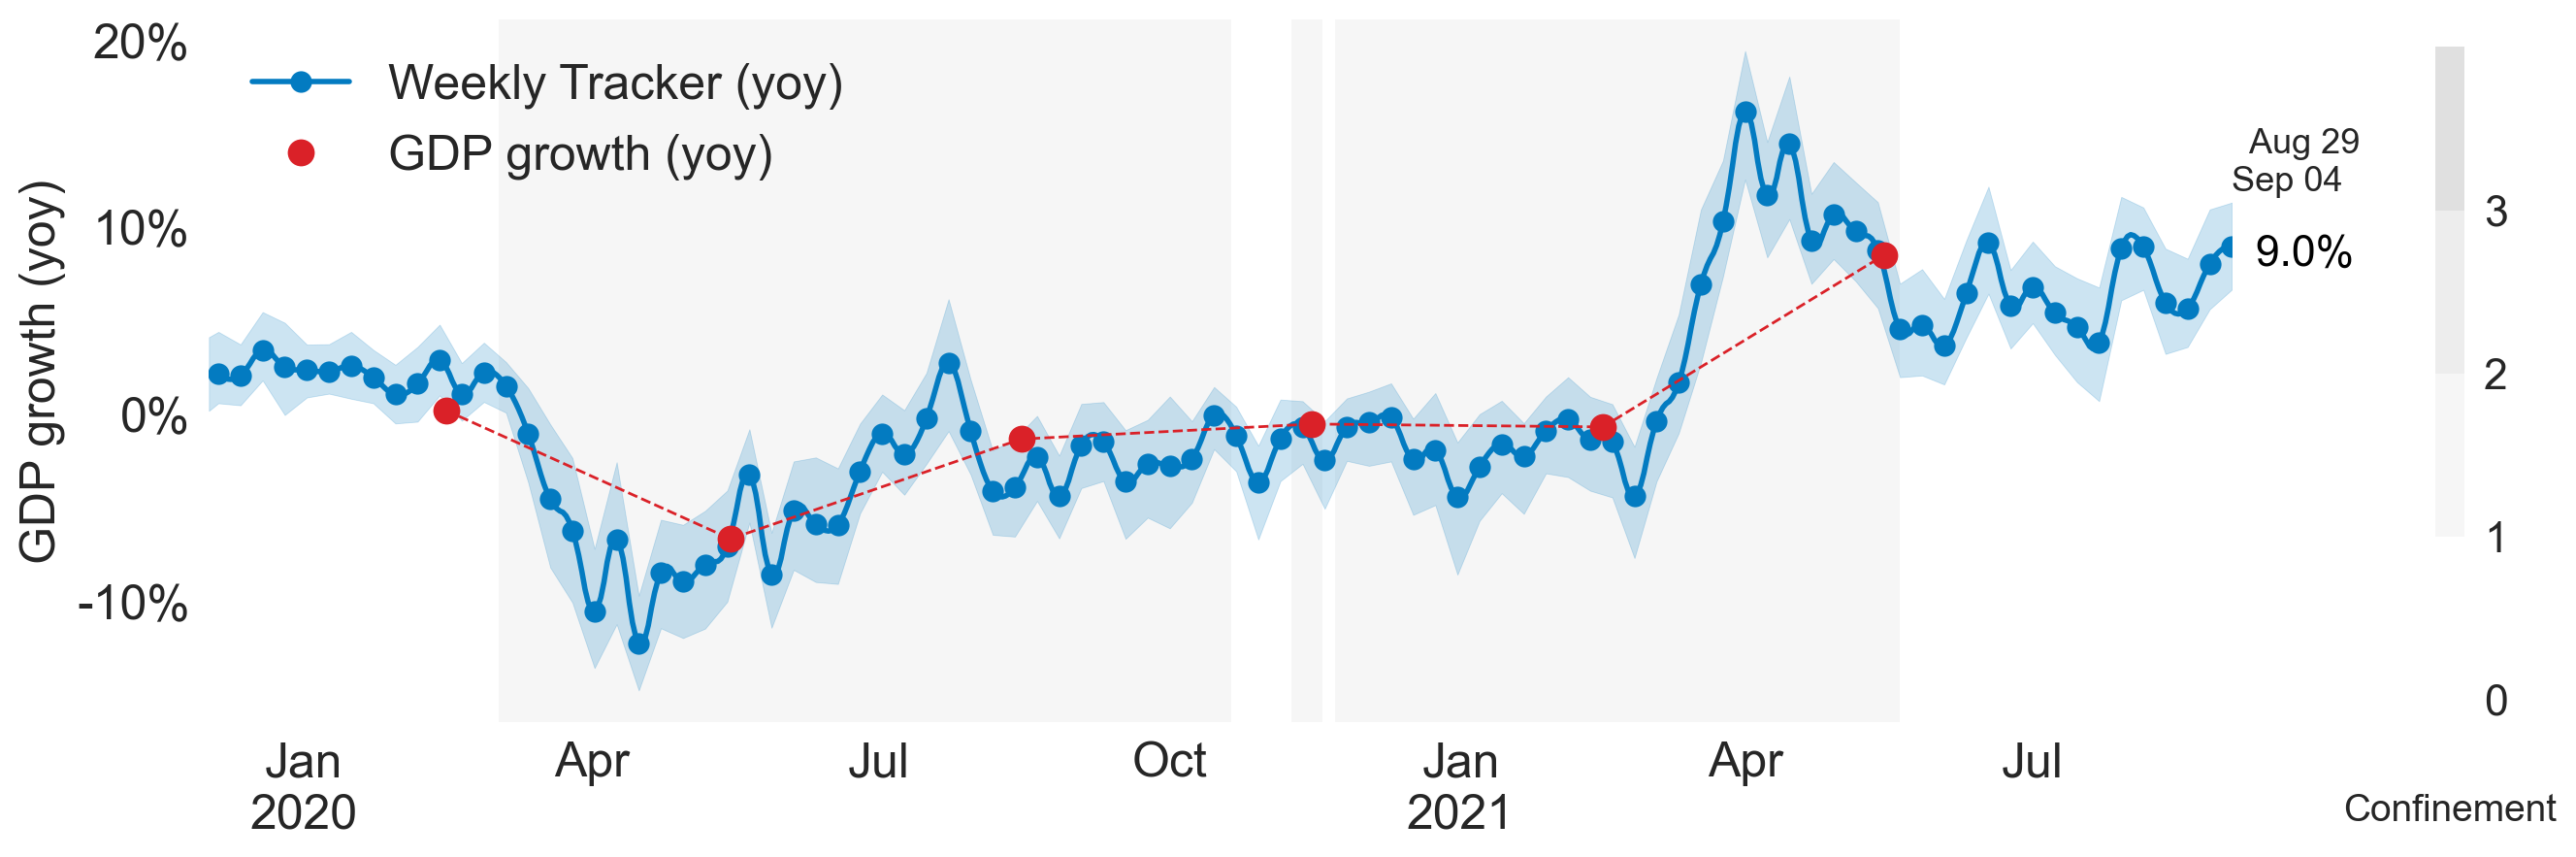 GDP growth (yoy)
20%
10%
0%
-10%
Weekly Tracker (yoy)
GDP growth (yoy)
Aug 29
Sep 04
9.0%
3
2
1
0
Confinement
Jan
2020
Apr
Jul
Oct
Jan
2021
Apr
Jul